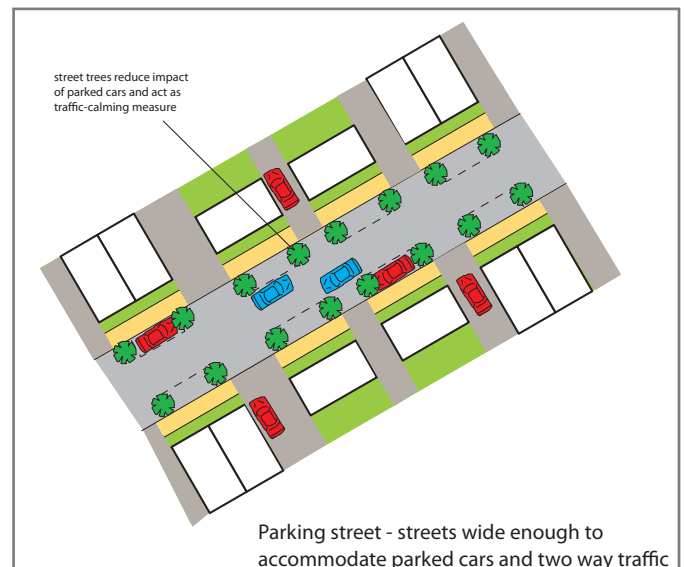 street trees reduce impact
of parked cars and act as
traffic-calming measure
Parking street - streets wide enough to
accommodate parked cars and two way traffic